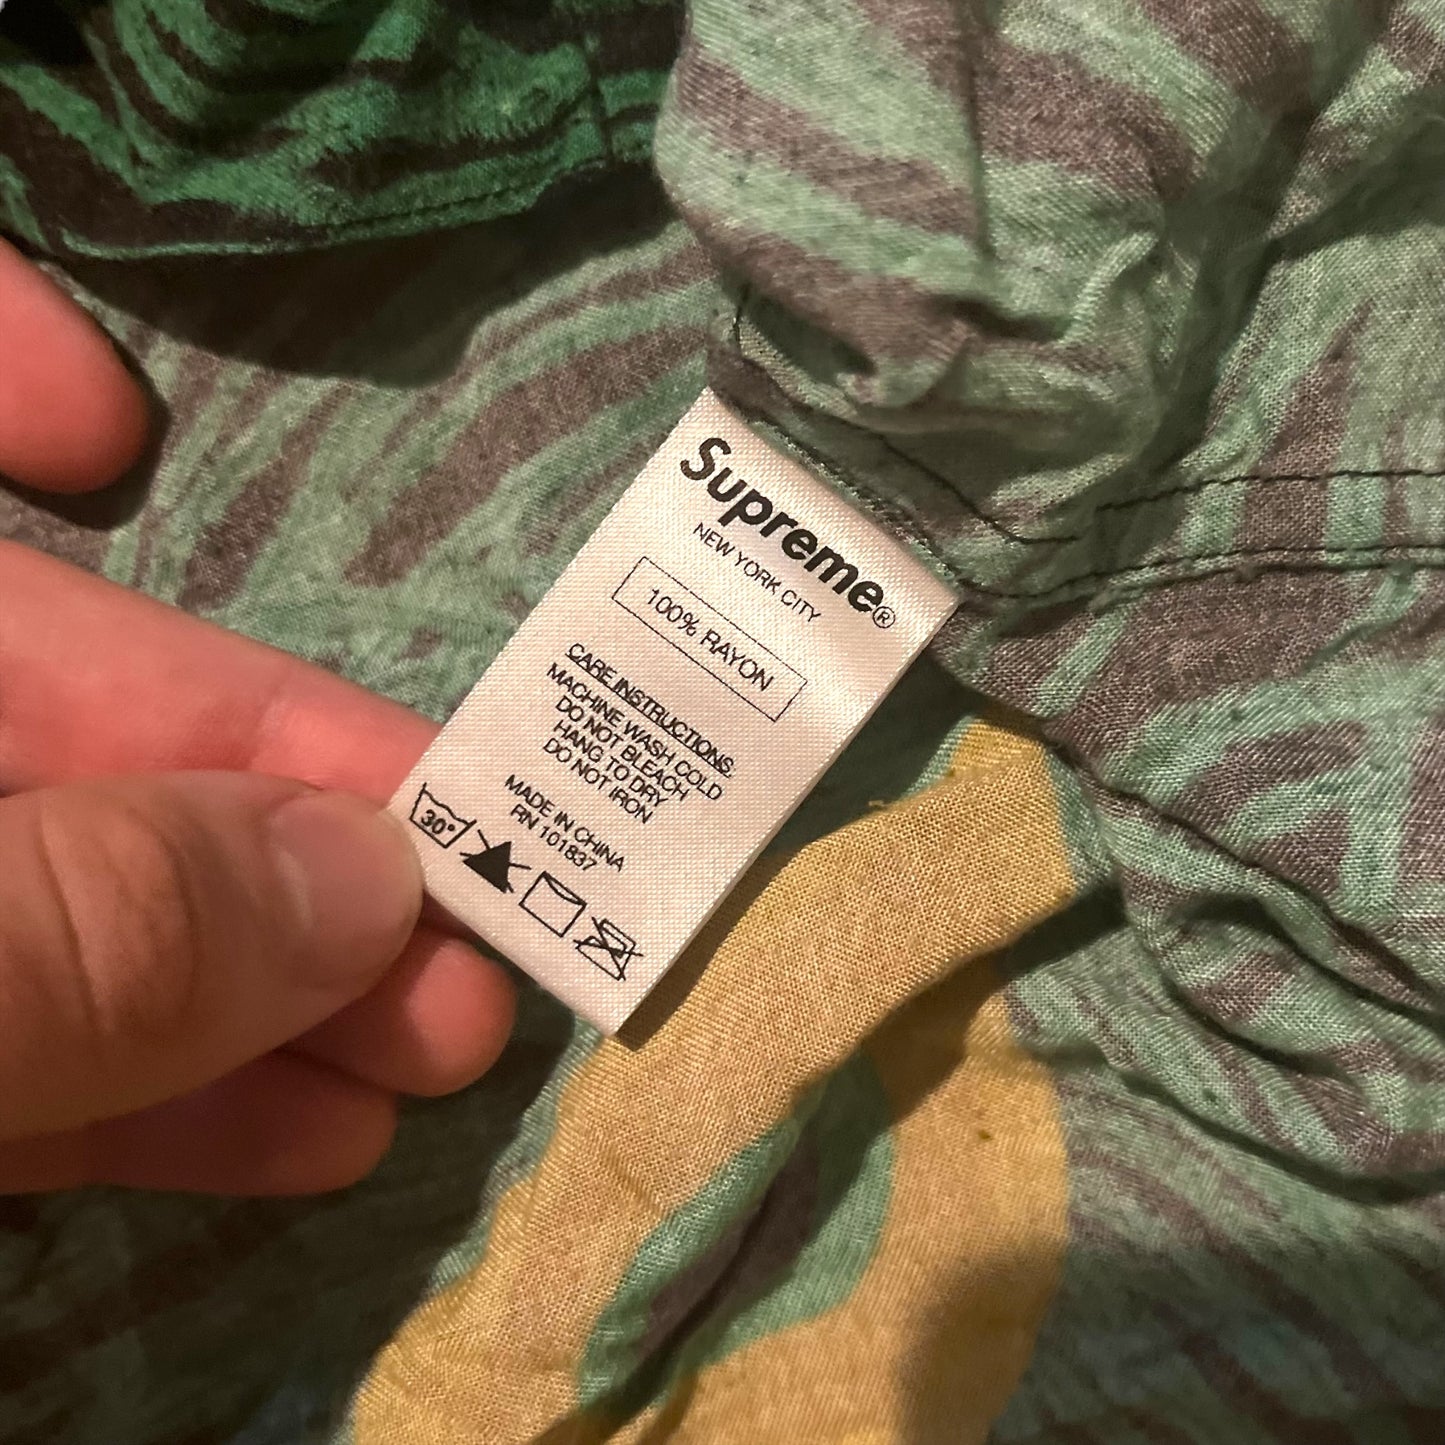 Supreme®
NEW YORK CITY
100% RAYON
CARE INSTRUCTIONS.
MACHINE WASH COLD
DO NOT BLEACH
HANG TO DRY
DO NOT IRON
MADE IN CHINA
RN 101837
30°